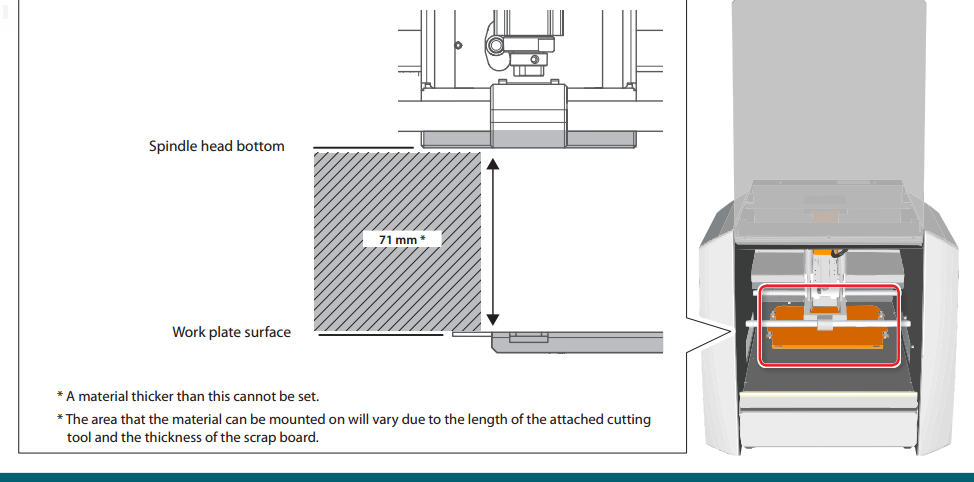 Spindle head bottom
71 mm *
Work plate surface
* A material thicker than this cannot be set.
* The area that the material can be mounted on will vary due to the length of the attached cutting
tool and the thickness of the scrap board.